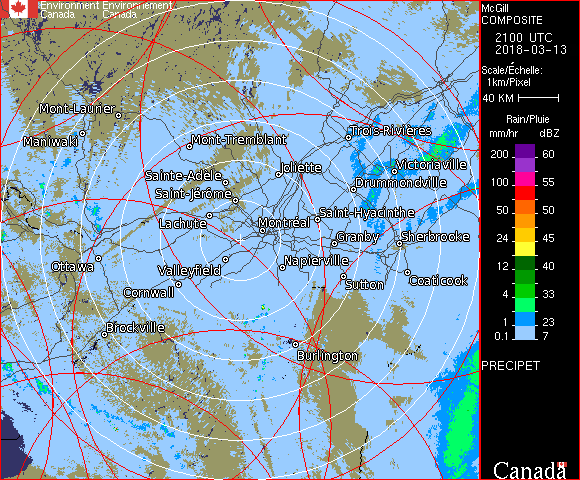 Environment Environnement
Canada Canada
McGill
COMPOSITE
2100 UTC
2018-03-13
Scale/Échelle:
1km/Pixel
40 KM
Rain/Pluie
mm/hr dBZ
200 60
100 55
50 50
24 45
12 40
4 33
1 23
0.1 7
PRECIPET
Canada
Mont-Laurier
Maniwaki
Mont-Tremblant
Trois-Rivières
Joliette
Victoriaville
Sainte-Adele
Drummondville
Saint-Jérôme
Lachute
Saint-Hyacinthe
Montréal
Granby
Sherbrooke
Ottawa
Valleyfield
Napierville
Coaticook
Sutton
Cornwall
Brockville
Burlington